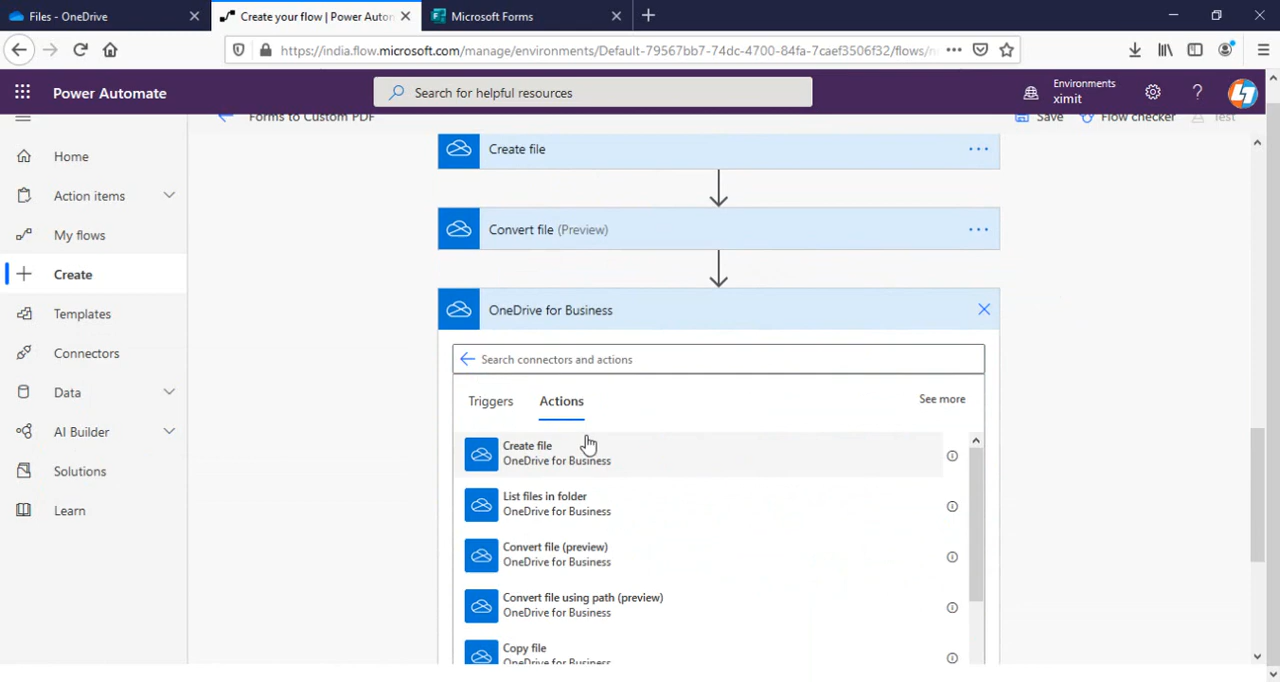 Files - OneDrive
Create your flow | Power Autom
Microsoft Forms
https://india.flow.microsoft.com/manage/environments/Default-79567bb7-74dc-4700-84fa-7caef3506f32/flows/n
Power Automate
Search for helpful resources
Environments
ximit
Forms to Custom PDF
Save
Flow checker
Test
Home
Action items
My flows
Create
Templates
Connectors
Data
AI Builder
Solutions
Learn
Create file
Convert file (Preview)
OneDrive for Business
Search connectors and actions
Triggers
Actions
See more
Create file
OneDrive for Business
List files in folder
OneDrive for Business
Convert file (preview)
OneDrive for Business
Convert file using path (preview)
OneDrive for Business
Copy file
OneDrive for Business